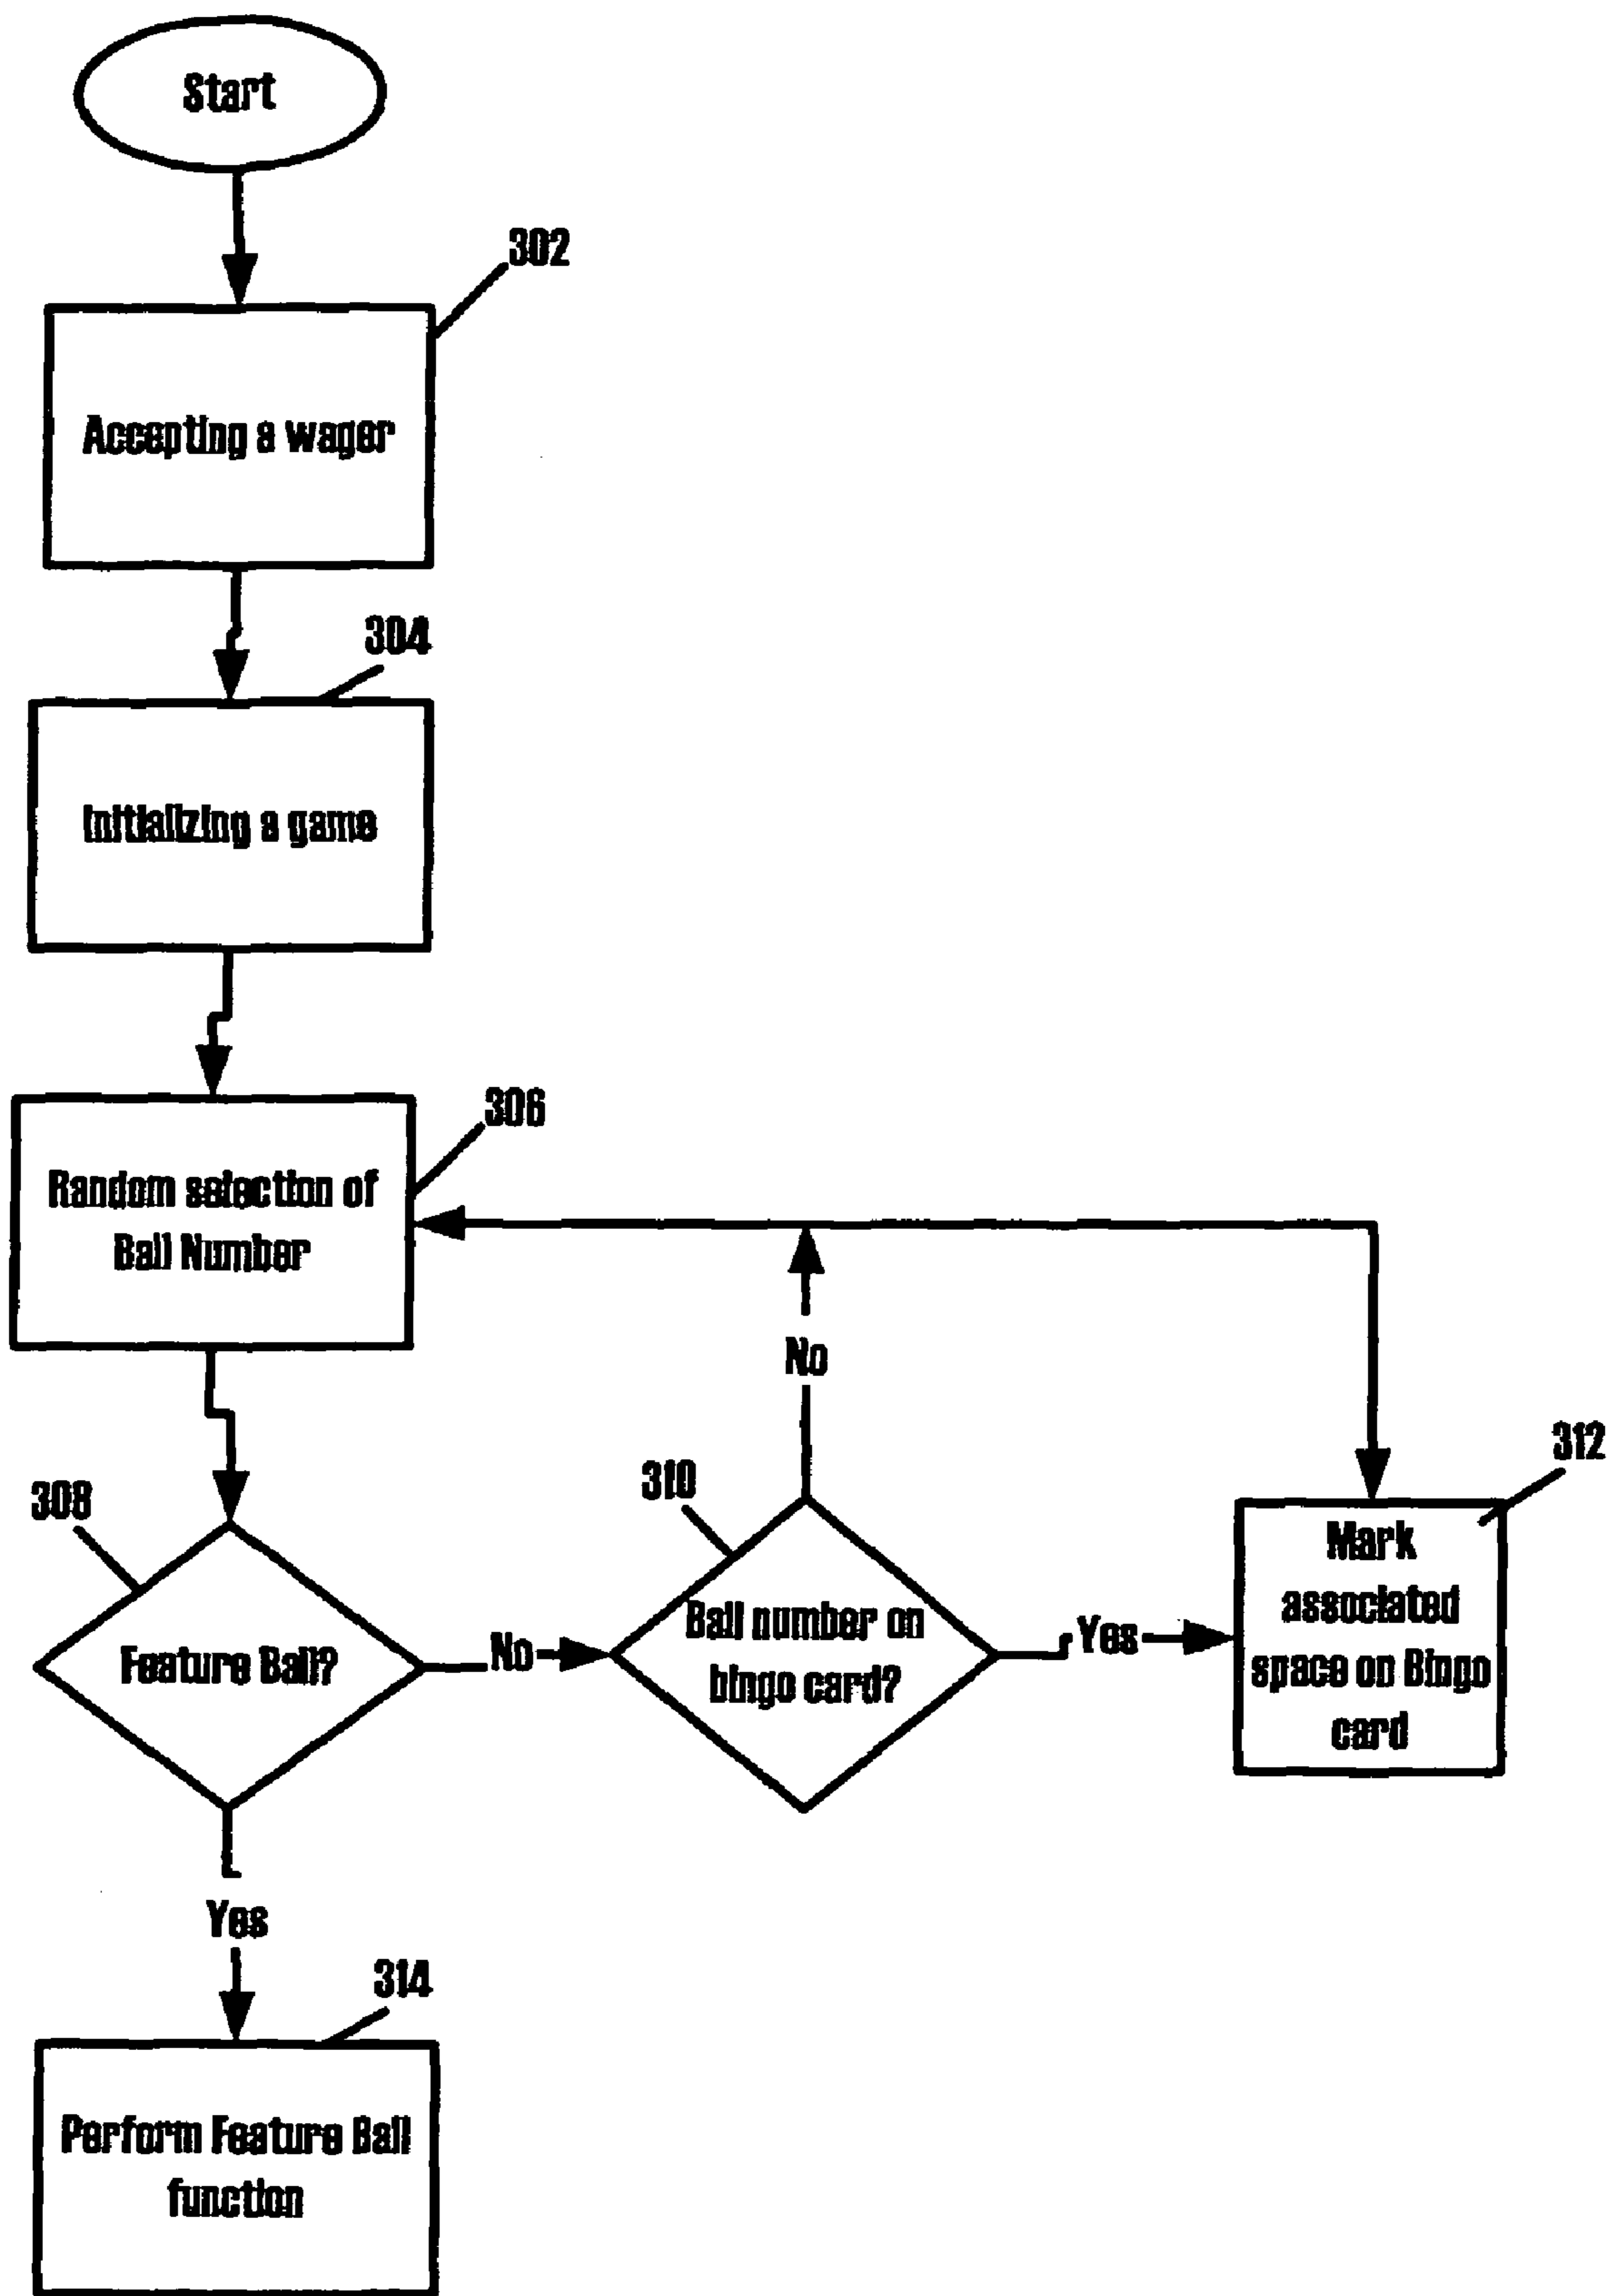 Start
302
Accepting a wager
304
Initializing a game
306
Random selection of
Ball Number
No
308
310
312
Feature Ball?
No
Ball number on
bingo card?
Yes
Mark
associated
space on Bingo
card
Yes
314
Perform Feature Ball
function